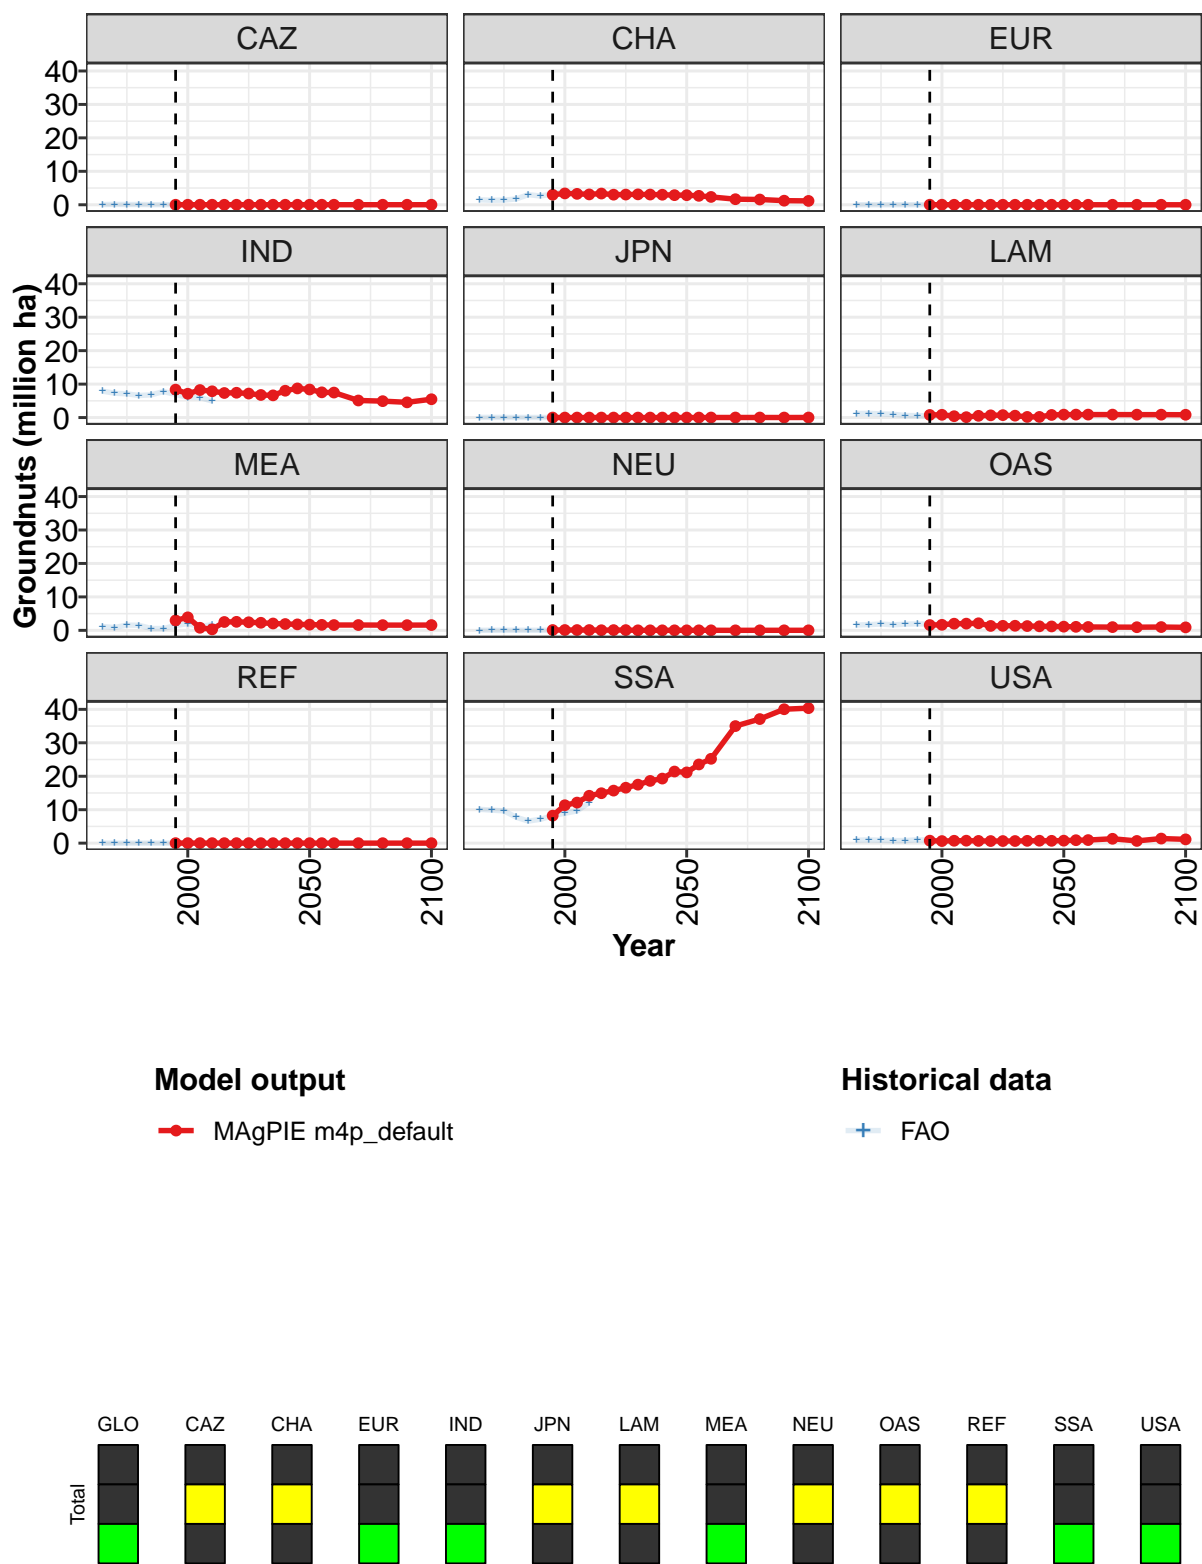 CAZ CHA EUR
40
30
20
10
0
IND JPN LAM
40
30
20
10
0
MEA NEU OAS
40
30
20
10
0
REF SSA USA
40
30
20
10
0
Groundnuts (million ha)
2000 2050 2100 2000 2050 2100 2000 2050 2100
Year
Model output Historical data
MAgPIE m4p_default FAO
GLO CAZ CHA EUR IND JPN LAM MEA NEU OAS REF SSA USA
Total